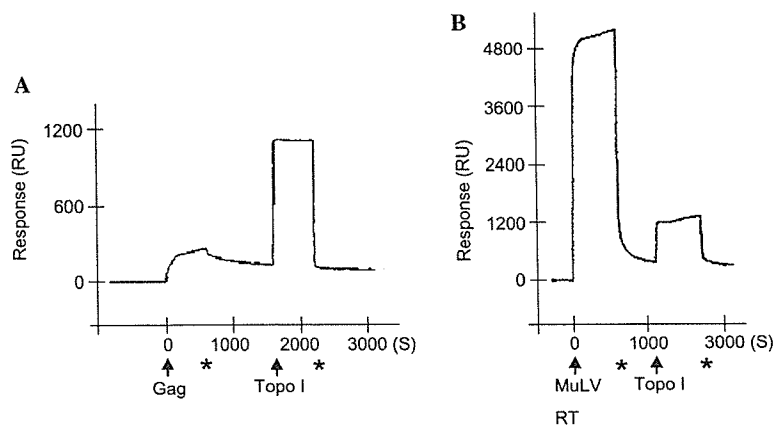 A
Response (RU)
1200
600
0
0 1000 2000 3000 (S)
* *
Gag Topo I
B
Response (RU)
4800
3600
2400
1200
0
0 1000 3000 (S)
* *
MuLV Topo I
RT